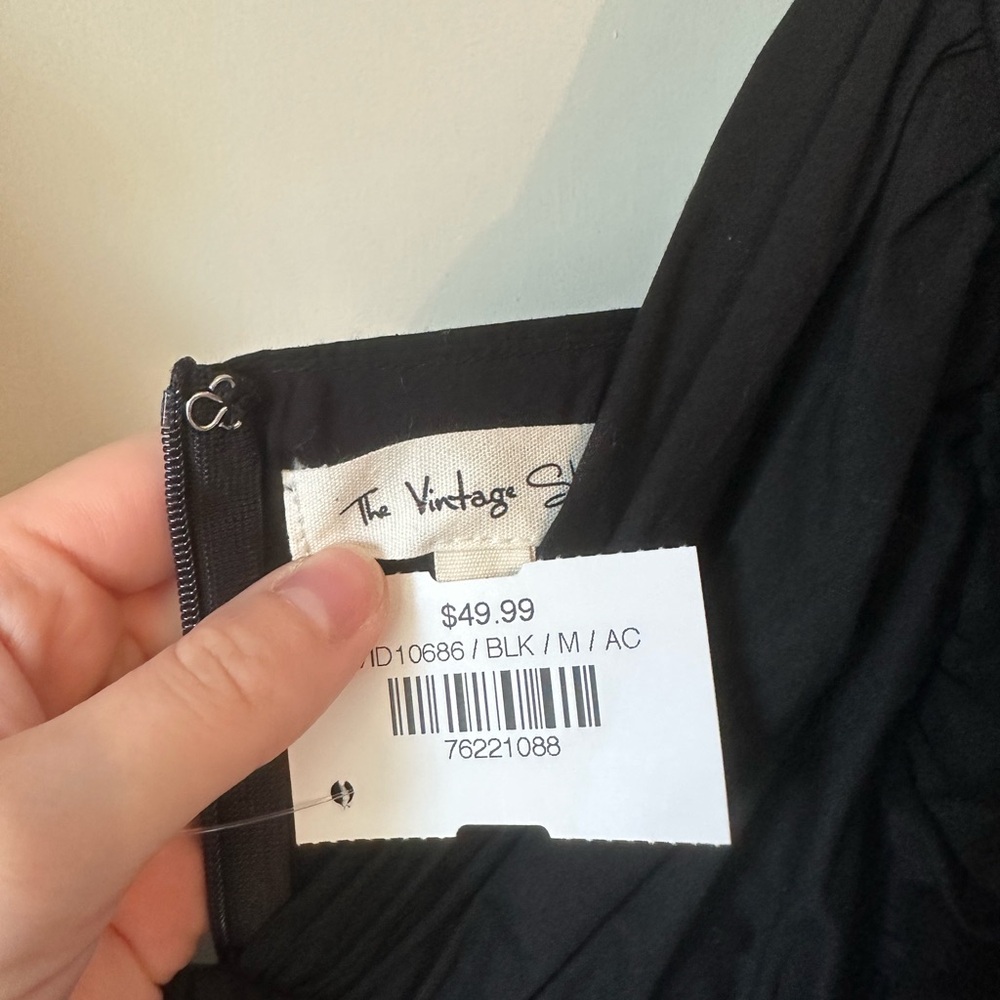 The Vintage
$49.99
ID10686 / BLK / M / AC
76221088